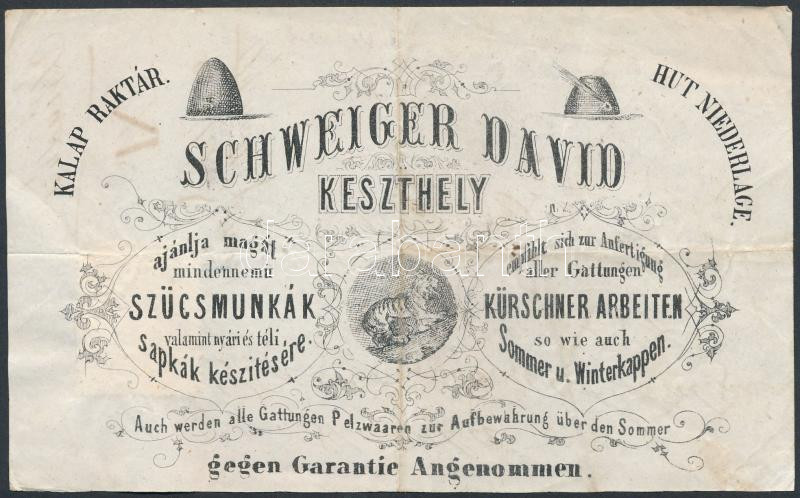 KALAP RAKTÁR.
HUT NIEDERLAGE.
SCHWEIGER DAVID
KESZTHELY
ajánlja magát
mindennemű
SZÜCSMUNKÁK
valamint nyári és téli
sapkák készitésére.
empfiehlt sich zur Anfertigung
aller Gattungen
KÜRSCHNER ARBEITEN
so wie auch
Sommer u. Winterkappen.
Auch werden alle Gattungen Pelzwaaren zur Aufbewahrung über den Sommer
gegen Garantie Angenommen.
darabanth